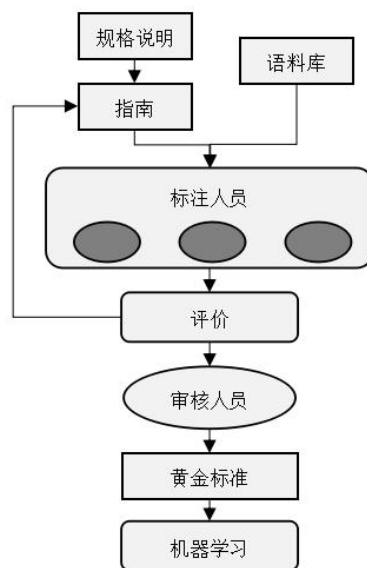 规格说明
语料库
指南
标注人员
评价
审核人员
黄金标准
机器学习